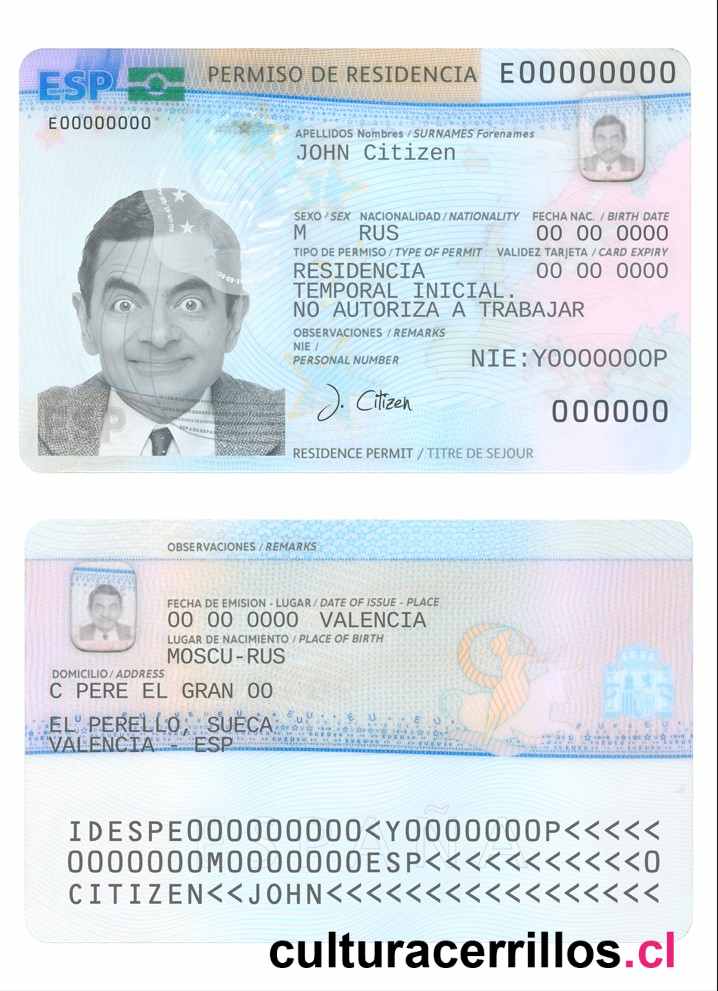 ESP PERMISO DE RESIDENCIA E00000000
E00000000
APELLIDOS Nombres / SURNAMES Forenames
JOHN Citizen
SEXO / SEX NACIONALIDAD / NATIONALITY FECHA NAC. / BIRTH DATE
M RUS 00 00 0000
TIPO DE PERMISO / TYPE OF PERMIT VALIDEZ TARJETA / CARD EXPIRY
RESIDENCIA 00 00 0000
TEMPORAL INICIAL.
NO AUTORIZA A TRABAJAR
OBSERVACIONES / REMARKS
NIE /
PERSONAL NUMBER NIE:Y0000000P
J. Citizen
000000
ESP
RESIDENCE PERMIT / TITRE DE SEJOUR
OBSERVACIONES / REMARKS
FECHA DE EMISION - LUGAR / DATE OF ISSUE - PLACE
00 00 0000 VALENCIA
LUGAR DE NACIMIENTO / PLACE OF BIRTH
MOSCU-RUS
DOMICILIO / ADDRESS
C PERE EL GRAN 00
EL PERELLO, SUECA
VALENCIA - ESP
ESPAÑA
IDESPE000000000<Y0000000P<<<<<
0000000M0000000ESP<<<<<<<<<<<0
CITIZEN<<JOHN<<<<<<<<<<<<<<<<<
culturacerrillos.cl